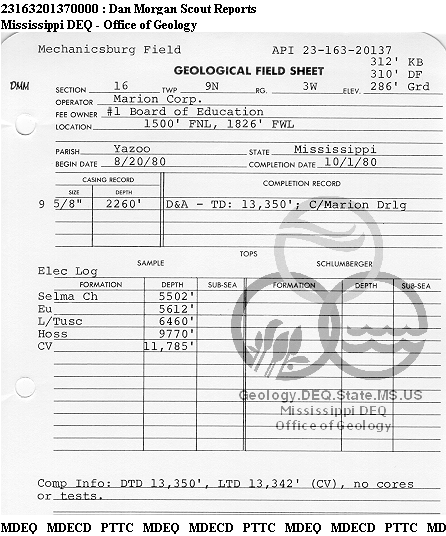 23163201370000 : Dan Morgan Scout Reports
Mississippi DEQ - Office of Geology
Mechanicsburg Field API 23-163-20137
312' KB
GEOLOGICAL FIELD SHEET 310' DF
DMM SECTION 16 TWP 9N RG. 3W ELEV. 286' Grd
OPERATOR Marion Corp.
FEE OWNER #1 Board of Education
LOCATION 1500' FNL, 1826' FWL
PARISH Yazoo STATE Mississippi
BEGIN DATE 8/20/80 COMPLETION DATE 10/1/80
CASING RECORD COMPLETION RECORD
SIZE DEPTH
9 5/8" 2260' D&A - TD: 13,350'; C/Marion Drlg
TOPS
SAMPLE SCHLUMBERGER
Elec Log
FORMATION DEPTH SUB-SEA FORMATION DEPTH SUB-SEA
Selma Ch 5502'
Eu 5612'
L/Tusc 6460'
Hoss 9770'
CV 11,785'
Geology.DEQ.State.MS.US
Mississippi DEQ
Office of Geology
Comp Info: DTD 13,350', LTD 13,342' (CV), no cores
or tests.
MDEQ MDECD PTTC MDEQ MDECD PTTC MDEQ MDECD PTTC MD